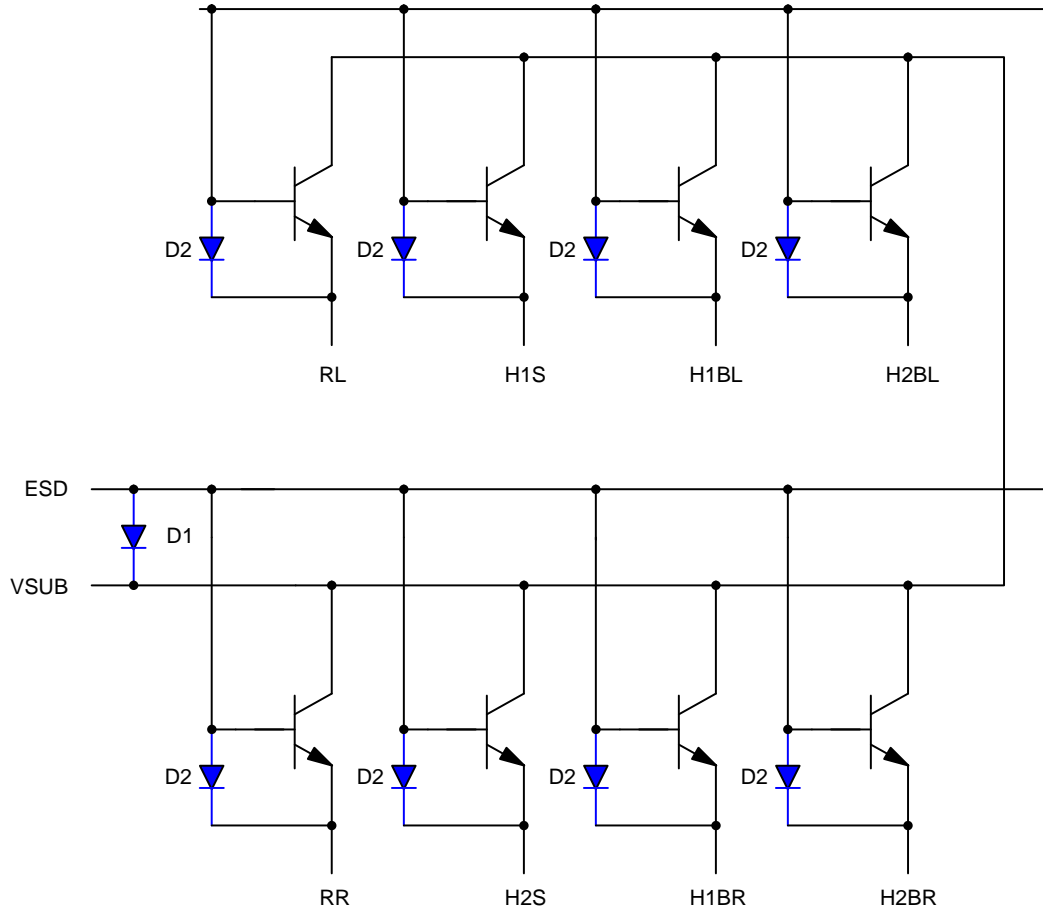 D2 D2 D2 D2
RL H1S H1BL H2BL
ESD
D1
VSUB
D2 D2 D2 D2
RR H2S H1BR H2BR